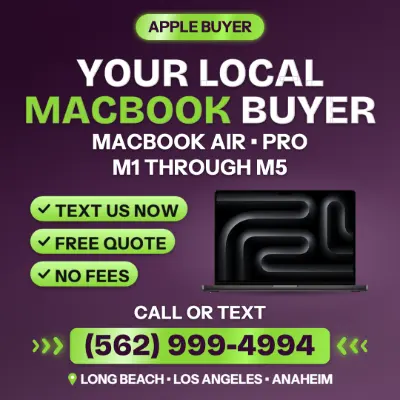 APPLE BUYER
YOUR LOCAL
MACBOOK BUYER
MACBOOK AIR ▪ PRO
M1 THROUGH M5
✓ TEXT US NOW
✓ FREE QUOTE
✓ NO FEES
CALL OR TEXT
(562) 999-4994
LONG BEACH ▪ LOS ANGELES ▪ ANAHEIM